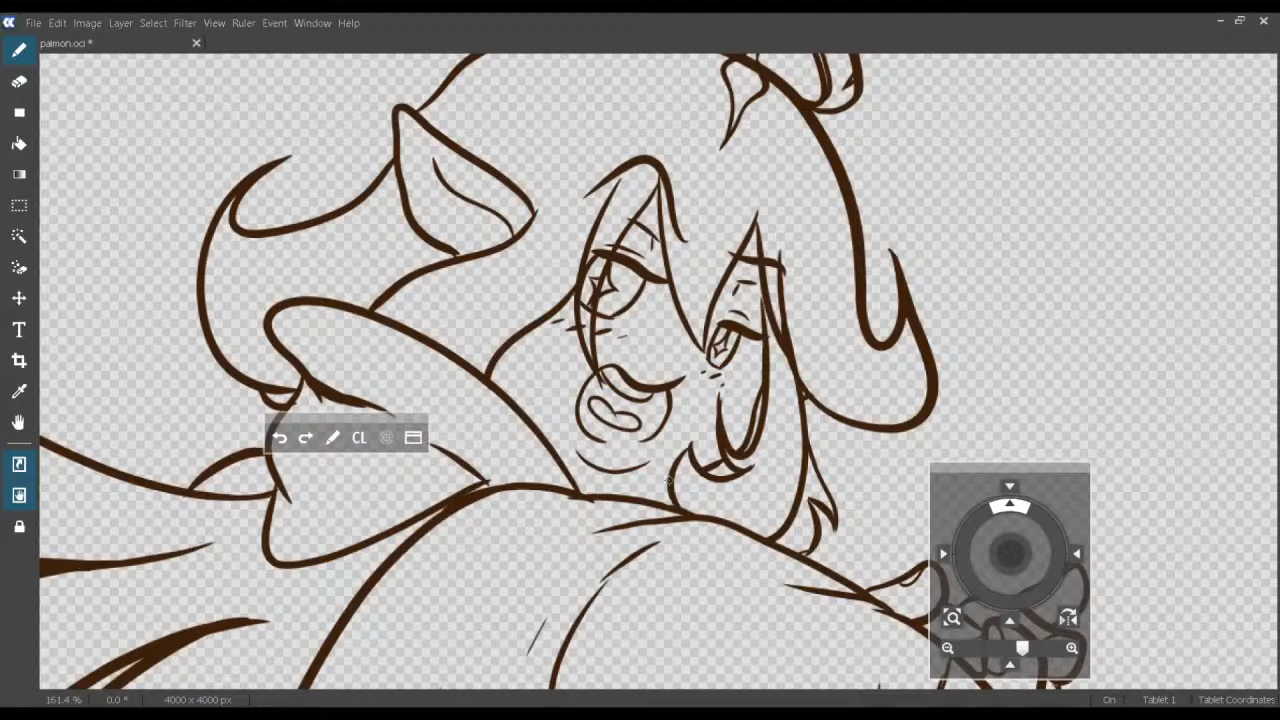 File Edit Image Layer Select Filter View Ruler Event Window Help
paimon.oci *
CL
161.4 % 0.0 ° 4000 x 4000 px On Tablet 1 Tablet Coordinates